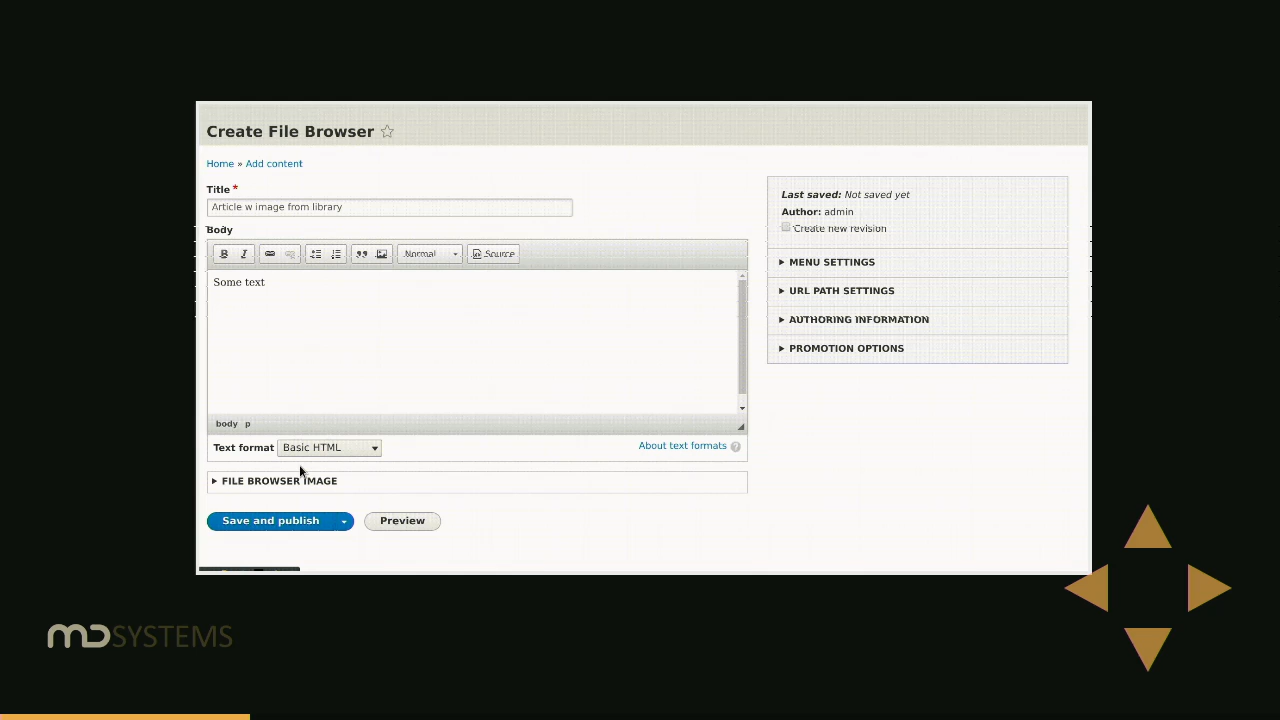 Create File Browser
Home » Add content
Title *
Article w image from library
Body
B I Normal Source
Some text
body p
Text format Basic HTML
About text formats ?
FILE BROWSER IMAGE
Save and publish
Preview
Last saved: Not saved yet
Author: admin
Create new revision
MENU SETTINGS
URL PATH SETTINGS
AUTHORING INFORMATION
PROMOTION OPTIONS
MD SYSTEMS